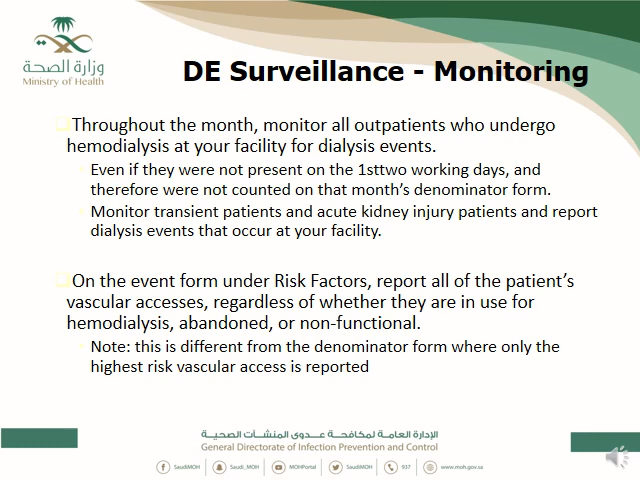 وزارة الصحة
Ministry of Health
DE Surveillance - Monitoring
Throughout the month, monitor all outpatients who undergo
hemodialysis at your facility for dialysis events.
Even if they were not present on the 1sttwo working days, and
therefore were not counted on that month's denominator form.
Monitor transient patients and acute kidney injury patients and report
dialysis events that occur at your facility.
On the event form under Risk Factors, report all of the patient's
vascular accesses, regardless of whether they are in use for
hemodialysis, abandoned, or non-functional.
Note: this is different from the denominator form where only the
highest risk vascular access is reported
الإدارة العامة لمكافحة عدوى المنشآت الصحية
General Directorate of Infection Prevention and Control
SaudiMOH
Saudi_MOH
MOHPortal
SaudiMOH
937
www.moh.gov.sa